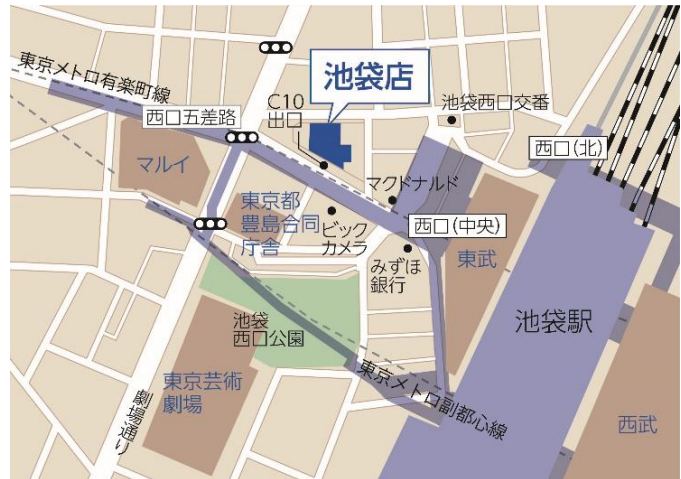 東京メトロ有楽町線
西口五差路
C10
出口
池袋店
池袋西口交番
西口(北)
マルイ
東京都
豊島合同
庁舎
ビック
カメラ
マクドナルド
西口(中央)
みずほ
銀行
東武
池袋駅
池袋
西口公園
東京メトロ副都心線
東京芸術
劇場
劇場通り
西武